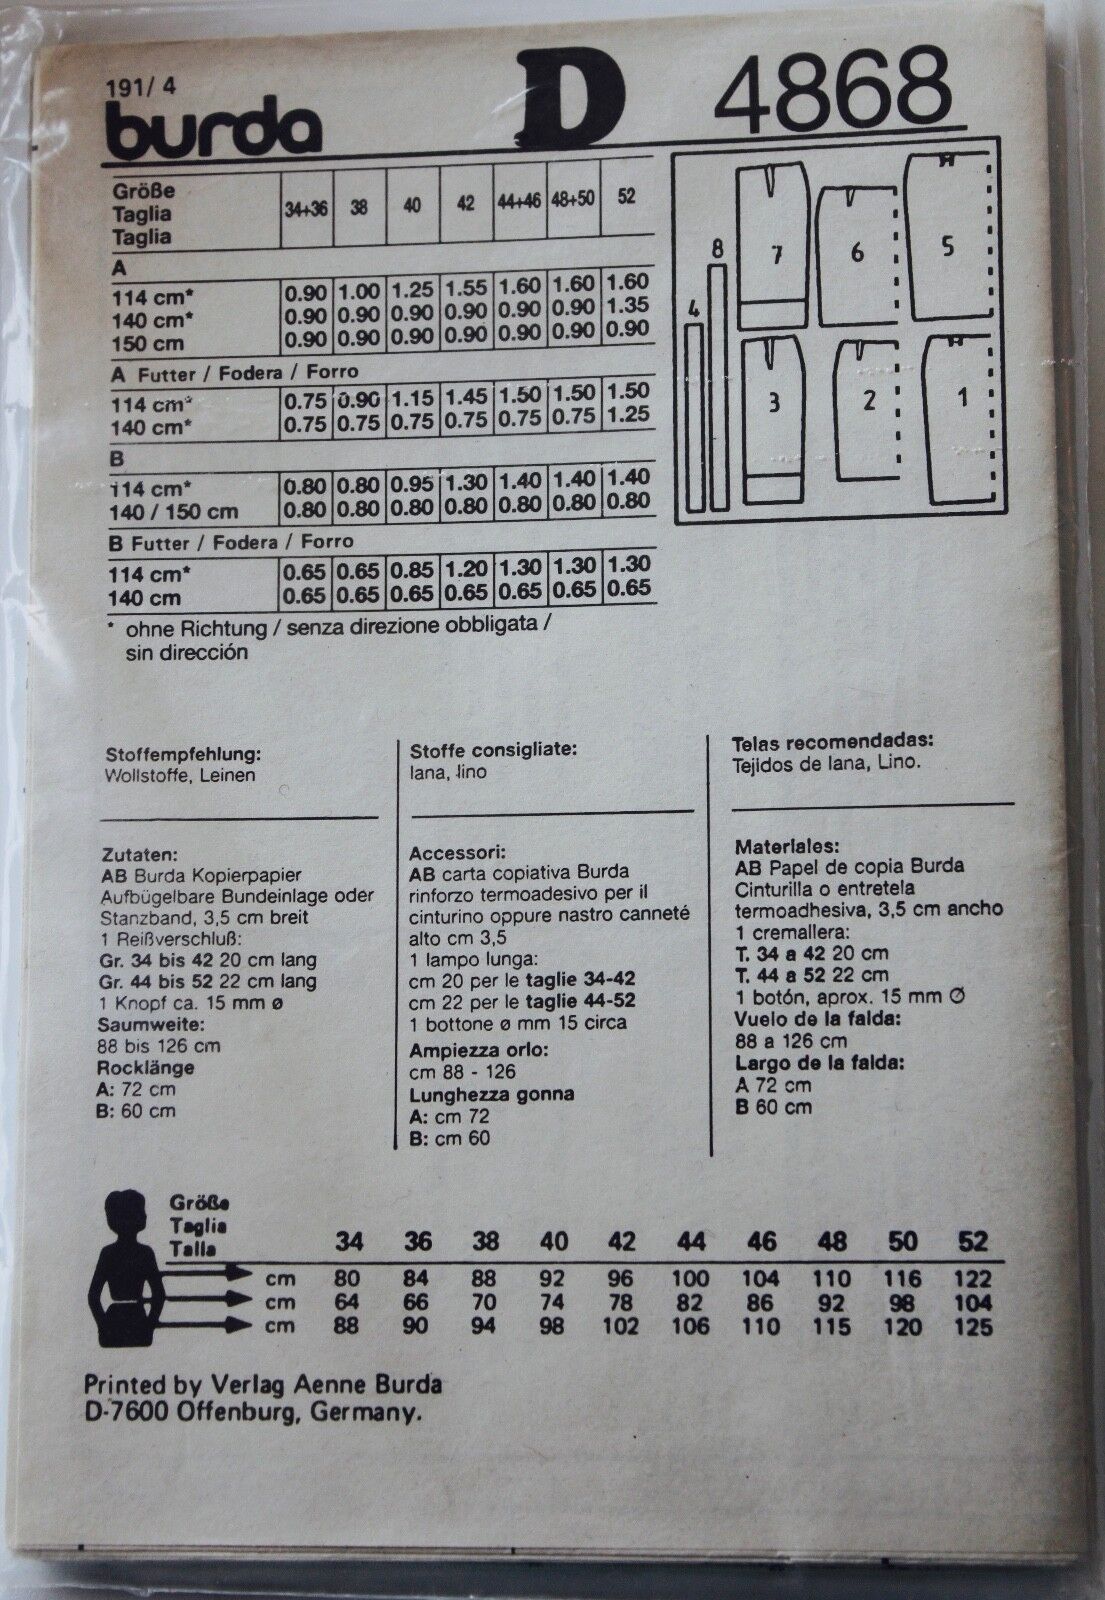 191/ 4
burda D 4868
Größe
Taglia
Taglia
34+36 38 40 42 44+46 48+50 52
A
114 cm* 0.90 1.00 1.25 1.55 1.60 1.60 1.60
140 cm* 0.90 0.90 0.90 0.90 0.90 0.90 1.35
150 cm 0.90 0.90 0.90 0.90 0.90 0.90 0.90
A Futter / Fodera / Forro
114 cm* 0.75 0.90 1.15 1.45 1.50 1.50 1.50
140 cm* 0.75 0.75 0.75 0.75 0.75 0.75 1.25
B
114 cm* 0.80 0.80 0.95 1.30 1.40 1.40 1.40
140 / 150 cm 0.80 0.80 0.80 0.80 0.80 0.80 0.80
B Futter / Fodera / Forro
114 cm* 0.65 0.65 0.85 1.20 1.30 1.30 1.30
140 cm 0.65 0.65 0.65 0.65 0.65 0.65 0.65
* ohne Richtung / senza direzione obbligata /
sin dirección
8 7 6 5
4 3 2 1
Stoffempfehlung:
Wollstoffe, Leinen
Zutaten:
AB Burda Kopierpapier
Aufbügelbare Bundeinlage oder
Stanzband, 3,5 cm breit
1 Reißverschluß:
Gr. 34 bis 42 20 cm lang
Gr. 44 bis 52 22 cm lang
1 Knopf ca. 15 mm ø
Saumweite:
88 bis 126 cm
Rocklänge
A: 72 cm
B: 60 cm
Stoffe consigliate:
lana, lino
Accessori:
AB carta copiativa Burda
rinforzo termoadesivo per il
cinturino oppure nastro canneté
alto cm 3,5
1 lampo lunga:
cm 20 per le taglie 34-42
cm 22 per le taglie 44-52
1 bottone ø mm 15 circa
Ampiezza orlo:
cm 88 - 126
Lunghezza gonna
A: cm 72
B: cm 60
Telas recomendadas:
Tejidos de lana, Lino.
Materiales:
AB Papel de copia Burda
Cinturilla o entretela
termoadhesiva, 3,5 cm ancho
1 cremallera:
T. 34 a 42 20 cm
T. 44 a 52 22 cm
1 botón, aprox. 15 mm Ø
Vuelo de la falda:
88 a 126 cm
Largo de la falda:
A 72 cm
B 60 cm
Größe
Taglia
Talla 34 36 38 40 42 44 46 48 50 52
cm 80 84 88 92 96 100 104 110 116 122
cm 64 66 70 74 78 82 86 92 98 104
cm 88 90 94 98 102 106 110 115 120 125
Printed by Verlag Aenne Burda
D-7600 Offenburg, Germany.